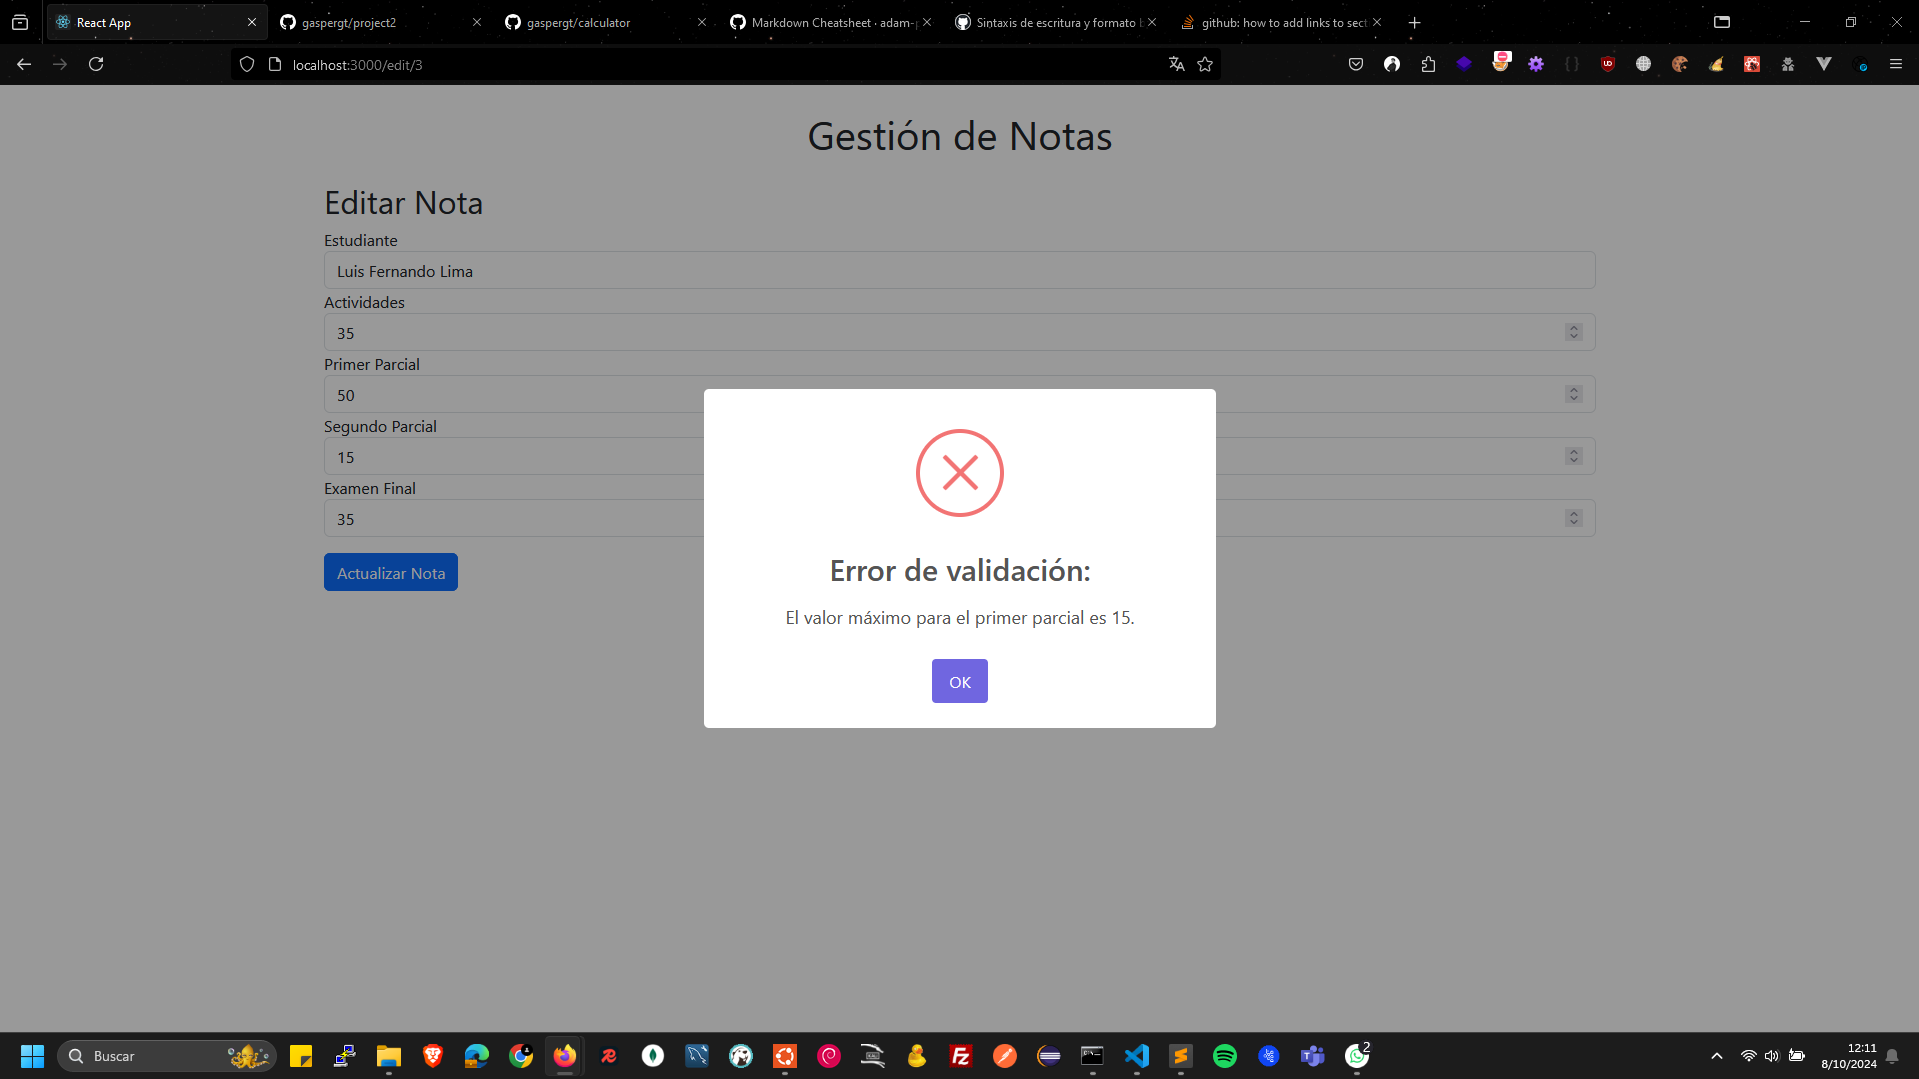 React App
gaspergt/project2
gaspergt/calculator
Markdown Cheatsheet · adam-p
Sintaxis de escritura y formato b
github: how to add links to sect
localhost:3000/edit/3
Gestión de Notas
Editar Nota
Estudiante
Luis Fernando Lima
Actividades
35
Primer Parcial
50
Segundo Parcial
15
Examen Final
35
Actualizar Nota
Error de validación:
El valor máximo para el primer parcial es 15.
OK
Buscar
2
12:11
8/10/2024